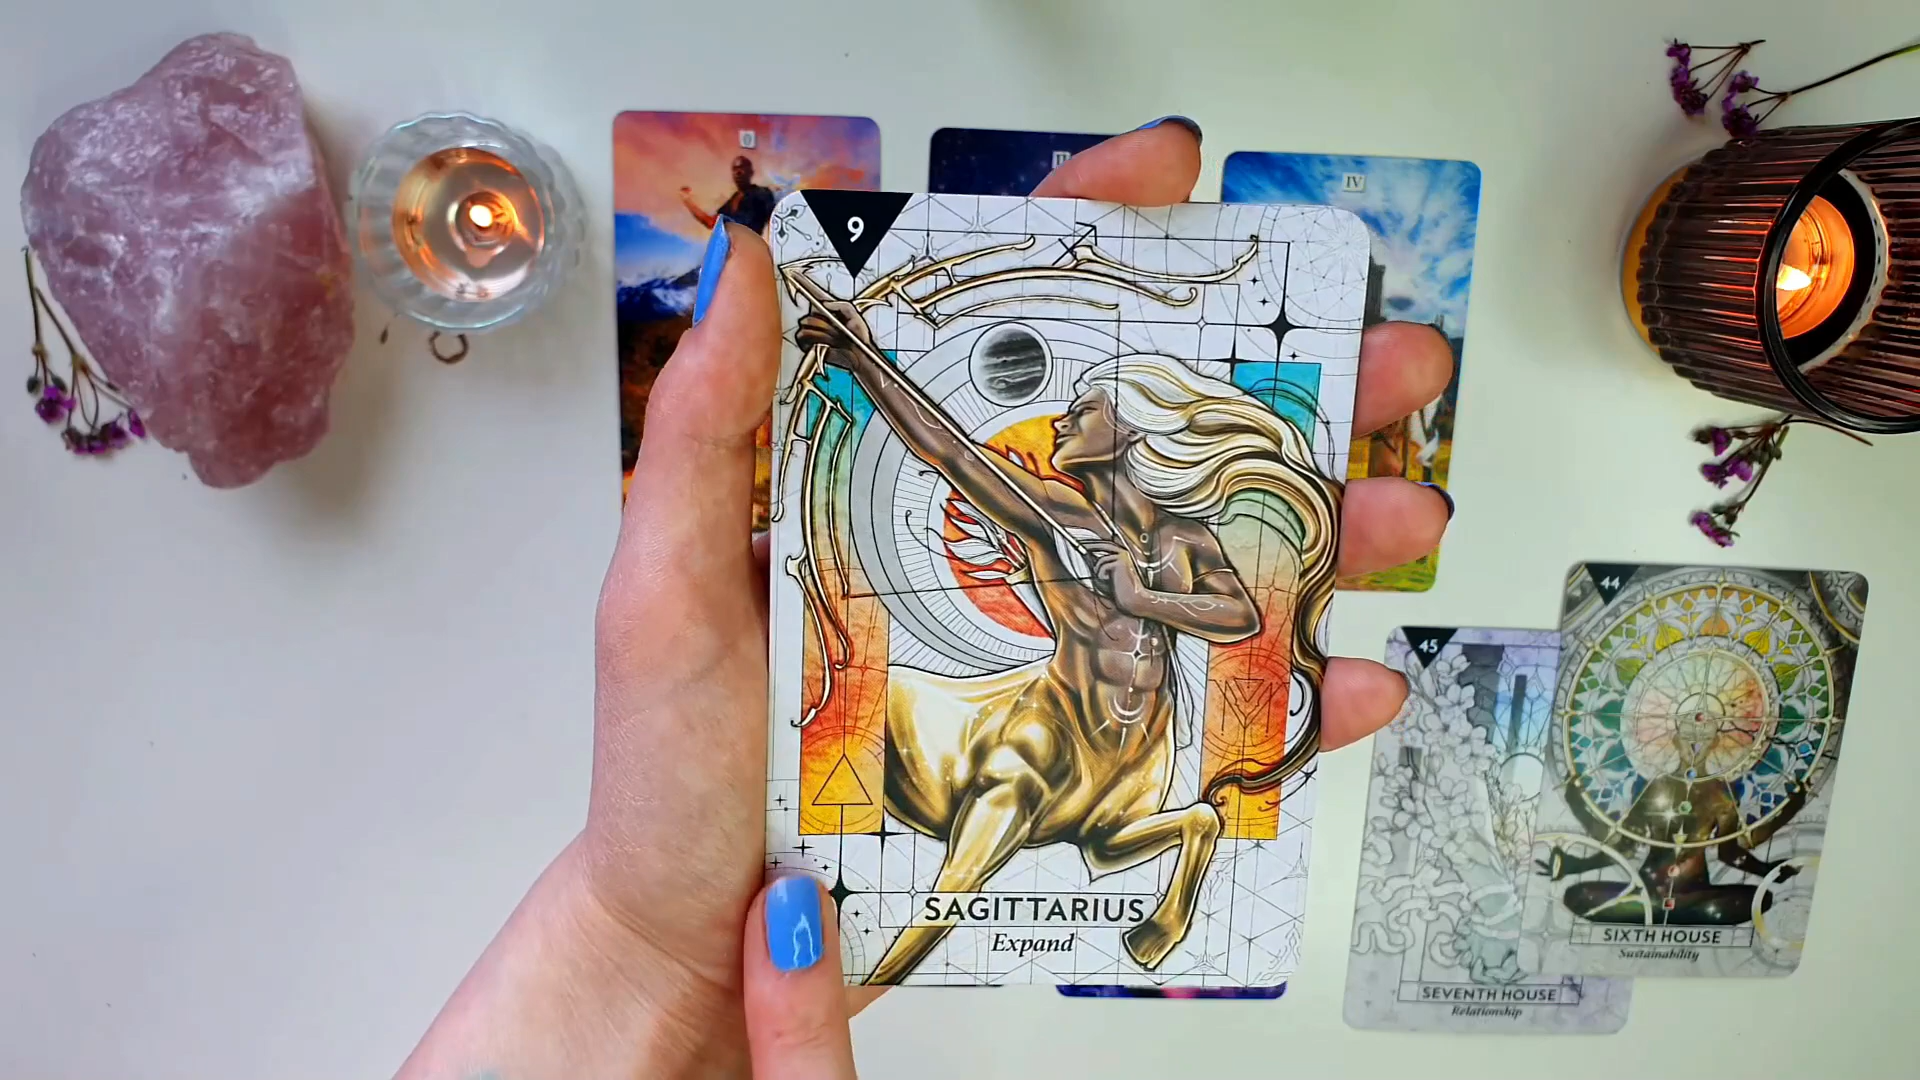 0
IV
9
SAGITTARIUS
Expand
45
SEVENTH HOUSE
Relationship
44
SIXTH HOUSE
Sustainability